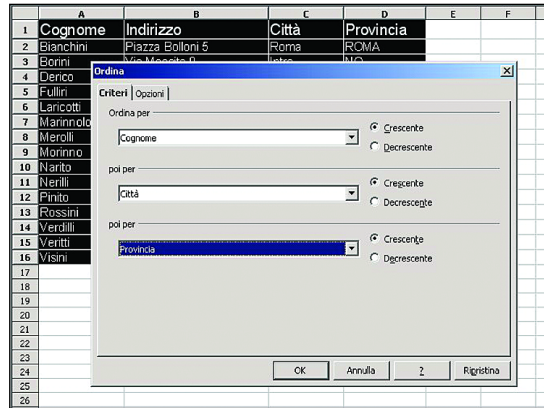 A B C D E F
1 Cognome Indirizzo Città Provincia
2 Bianchini Piazza Bolloni 5 Roma ROMA
3 Borini Via NO
4 Derico
5 Fulliri
6 Laricotti
7 Marinnolo
8 Merolli
9 Morinno
10 Narito
11 Nerilli
12 Pinito
13 Rossini
14 Verdilli
15 Veritti
16 Visini
17
18
19
20
21
22
23
24
25
26
Ordina
Criteri Opzioni
Ordina per
Cognome
Crescente
Decrescente
poi per
Città
Crescente
Decrescente
poi per
Provincia
Crescente
Decrescente
OK Annulla ? Ripristina